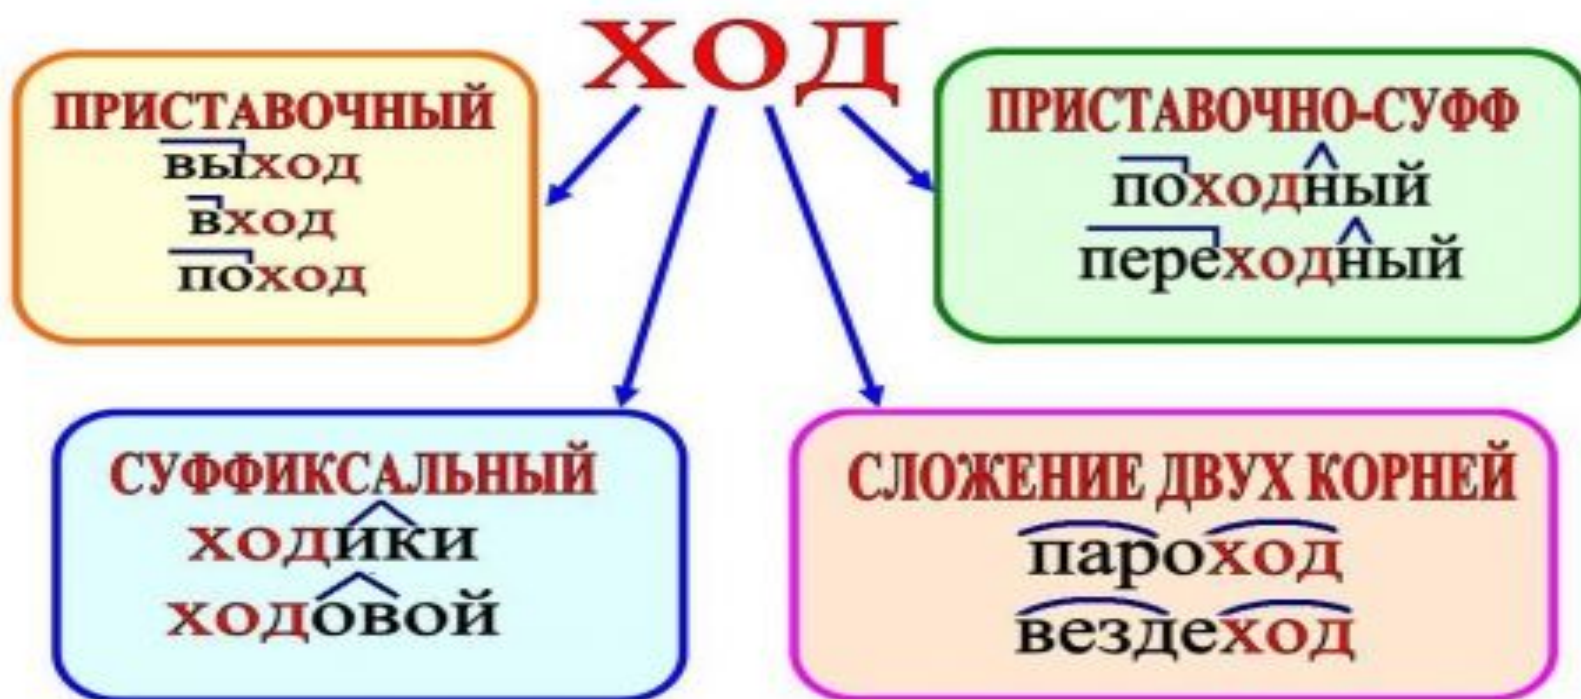 ХОД
ПРИСТАВОЧНЫЙ
выход
вход
поход
ПРИСТАВОЧНО-СУФФ
походный
переходный
СУФФИКСАЛЬНЫЙ
ходики
ходовой
СЛОЖЕНИЕ ДВУХ КОРНЕЙ
пароход
вездеход